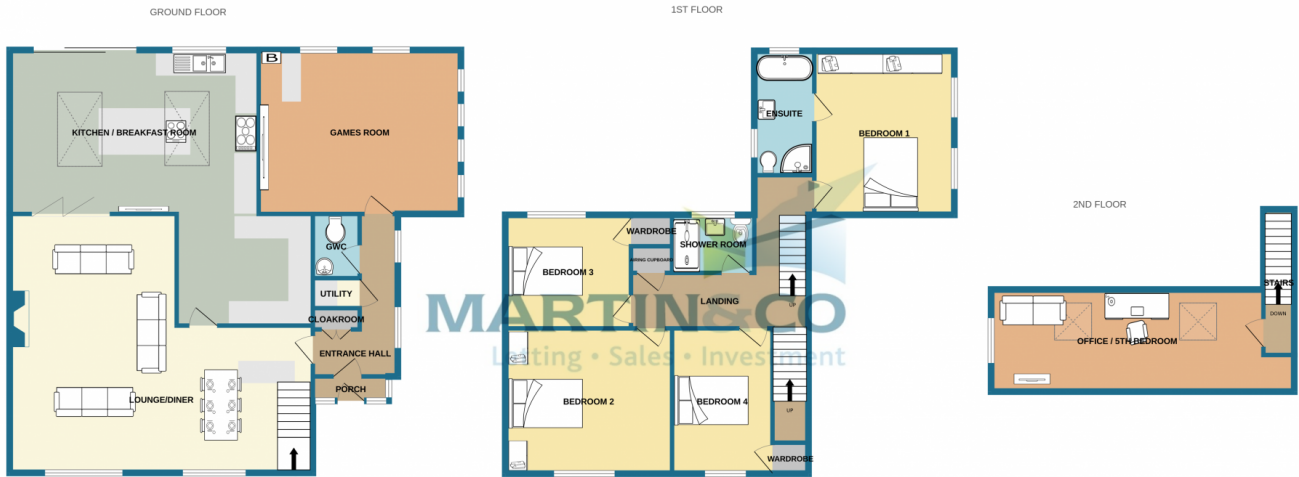 GROUND FLOOR
B
KITCHEN / BREAKFAST ROOM
GAMES ROOM
GWC
UTILITY
CLOAKROOM
ENTRANCE HALL
PORCH
LOUNGE/DINER
1ST FLOOR
ENSUITE
BEDROOM 1
WARDROBE
SHOWER ROOM
BEDROOM 3
AIRING CUPBOARD
LANDING
UP
MARTIN&CO
Letting • Sales • Investment
BEDROOM 2
BEDROOM 4
UP
WARDROBE
2ND FLOOR
STAIRS
DOWN
OFFICE / 5TH BEDROOM